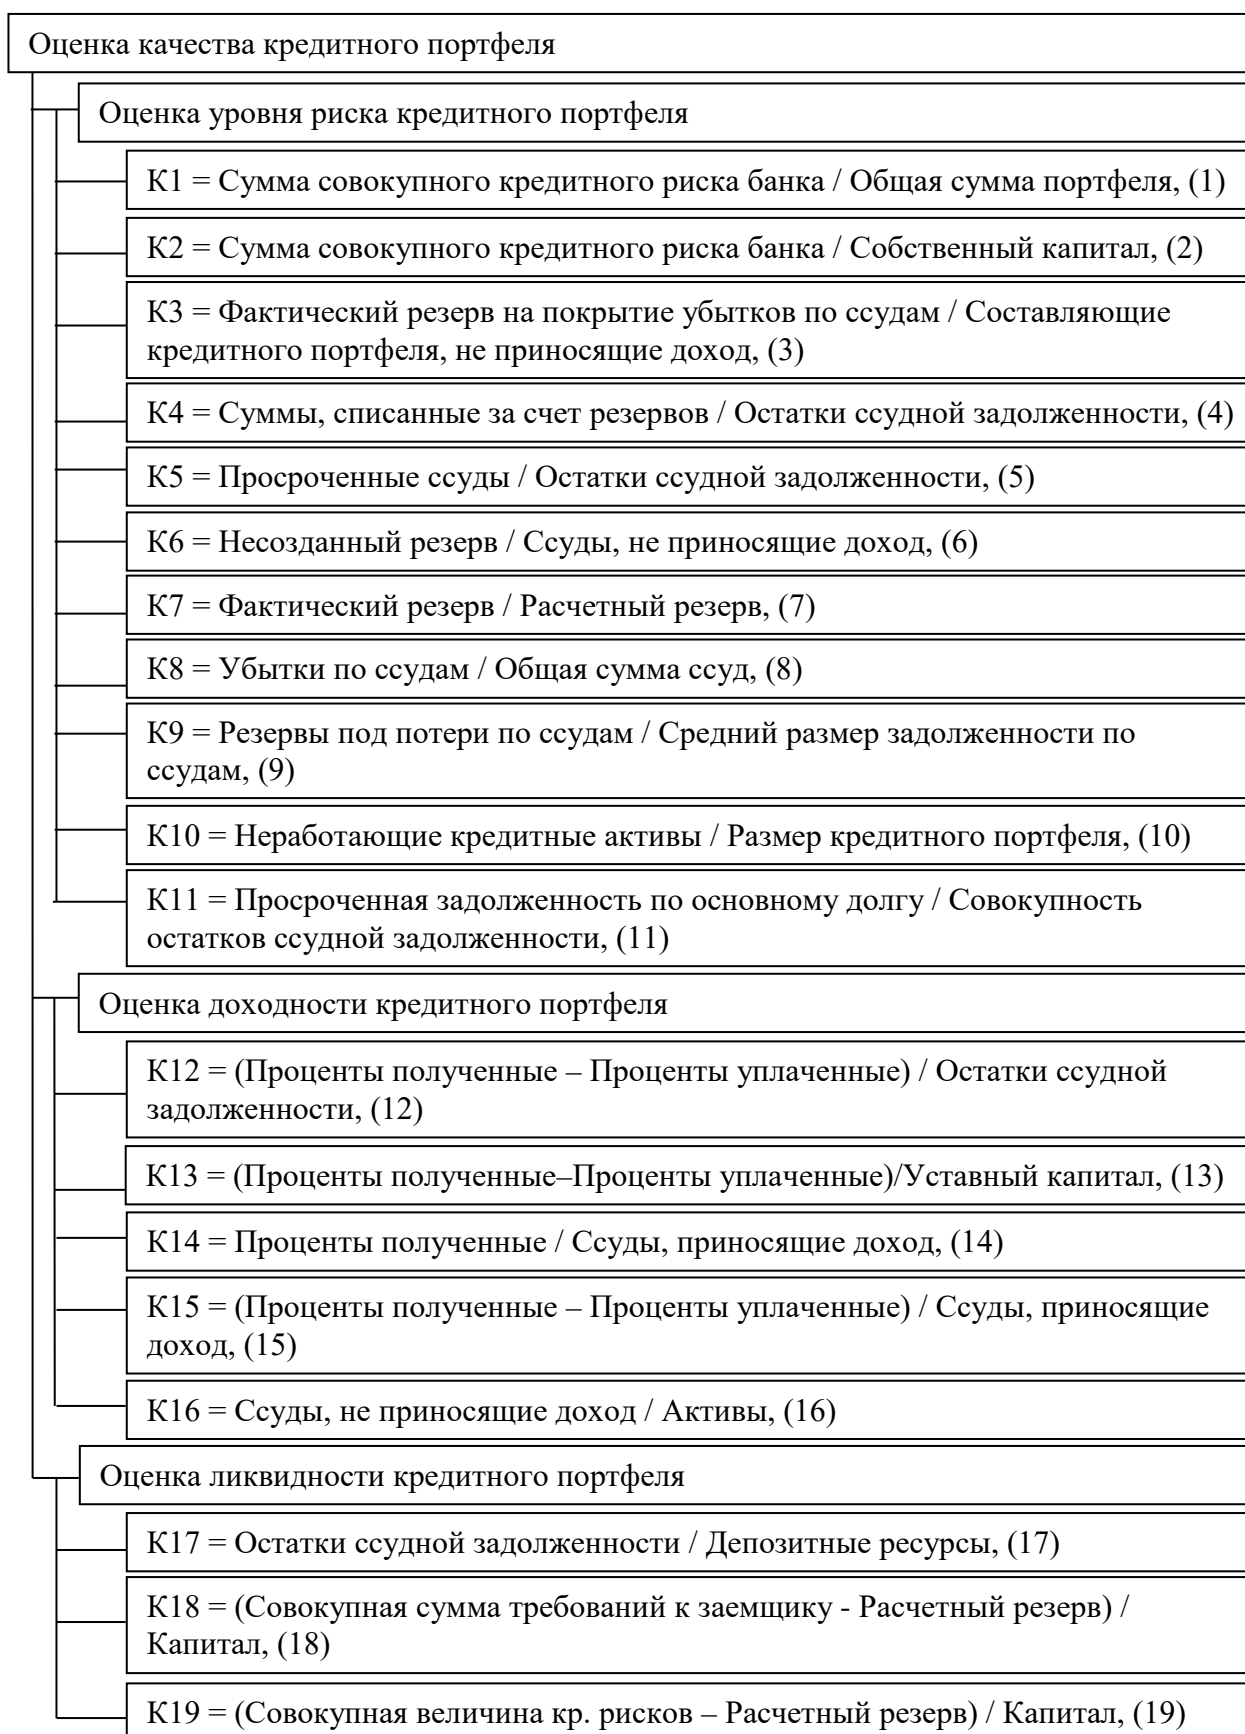 Оценка качества кредитного портфеля
Оценка уровня риска кредитного портфеля
К1 = Сумма совокупного кредитного риска банка / Общая сумма портфеля, (1)
К2 = Сумма совокупного кредитного риска банка / Собственный капитал, (2)
К3 = Фактический резерв на покрытие убытков по ссудам / Составляющие
кредитного портфеля, не приносящие доход, (3)
К4 = Суммы, списанные за счет резервов / Остатки ссудной задолженности, (4)
К5 = Просроченные ссуды / Остатки ссудной задолженности, (5)
К6 = Несозданный резерв / Ссуды, не приносящие доход, (6)
К7 = Фактический резерв / Расчетный резерв, (7)
К8 = Убытки по ссудам / Общая сумма ссуд, (8)
К9 = Резервы под потери по ссудам / Средний размер задолженности по
ссудам, (9)
К10 = Неработающие кредитные активы / Размер кредитного портфеля, (10)
К11 = Просроченная задолженность по основному долгу / Совокупность
остатков ссудной задолженности, (11)
Оценка доходности кредитного портфеля
К12 = (Проценты полученные – Проценты уплаченные) / Остатки ссудной
задолженности, (12)
К13 = (Проценты полученные–Проценты уплаченные)/Уставный капитал, (13)
К14 = Проценты полученные / Ссуды, приносящие доход, (14)
К15 = (Проценты полученные – Проценты уплаченные) / Ссуды, приносящие
доход, (15)
К16 = Ссуды, не приносящие доход / Активы, (16)
Оценка ликвидности кредитного портфеля
К17 = Остатки ссудной задолженности / Депозитные ресурсы, (17)
К18 = (Совокупная сумма требований к заемщику - Расчетный резерв) /
Капитал, (18)
К19 = (Совокупная величина кр. рисков – Расчетный резерв) / Капитал, (19)